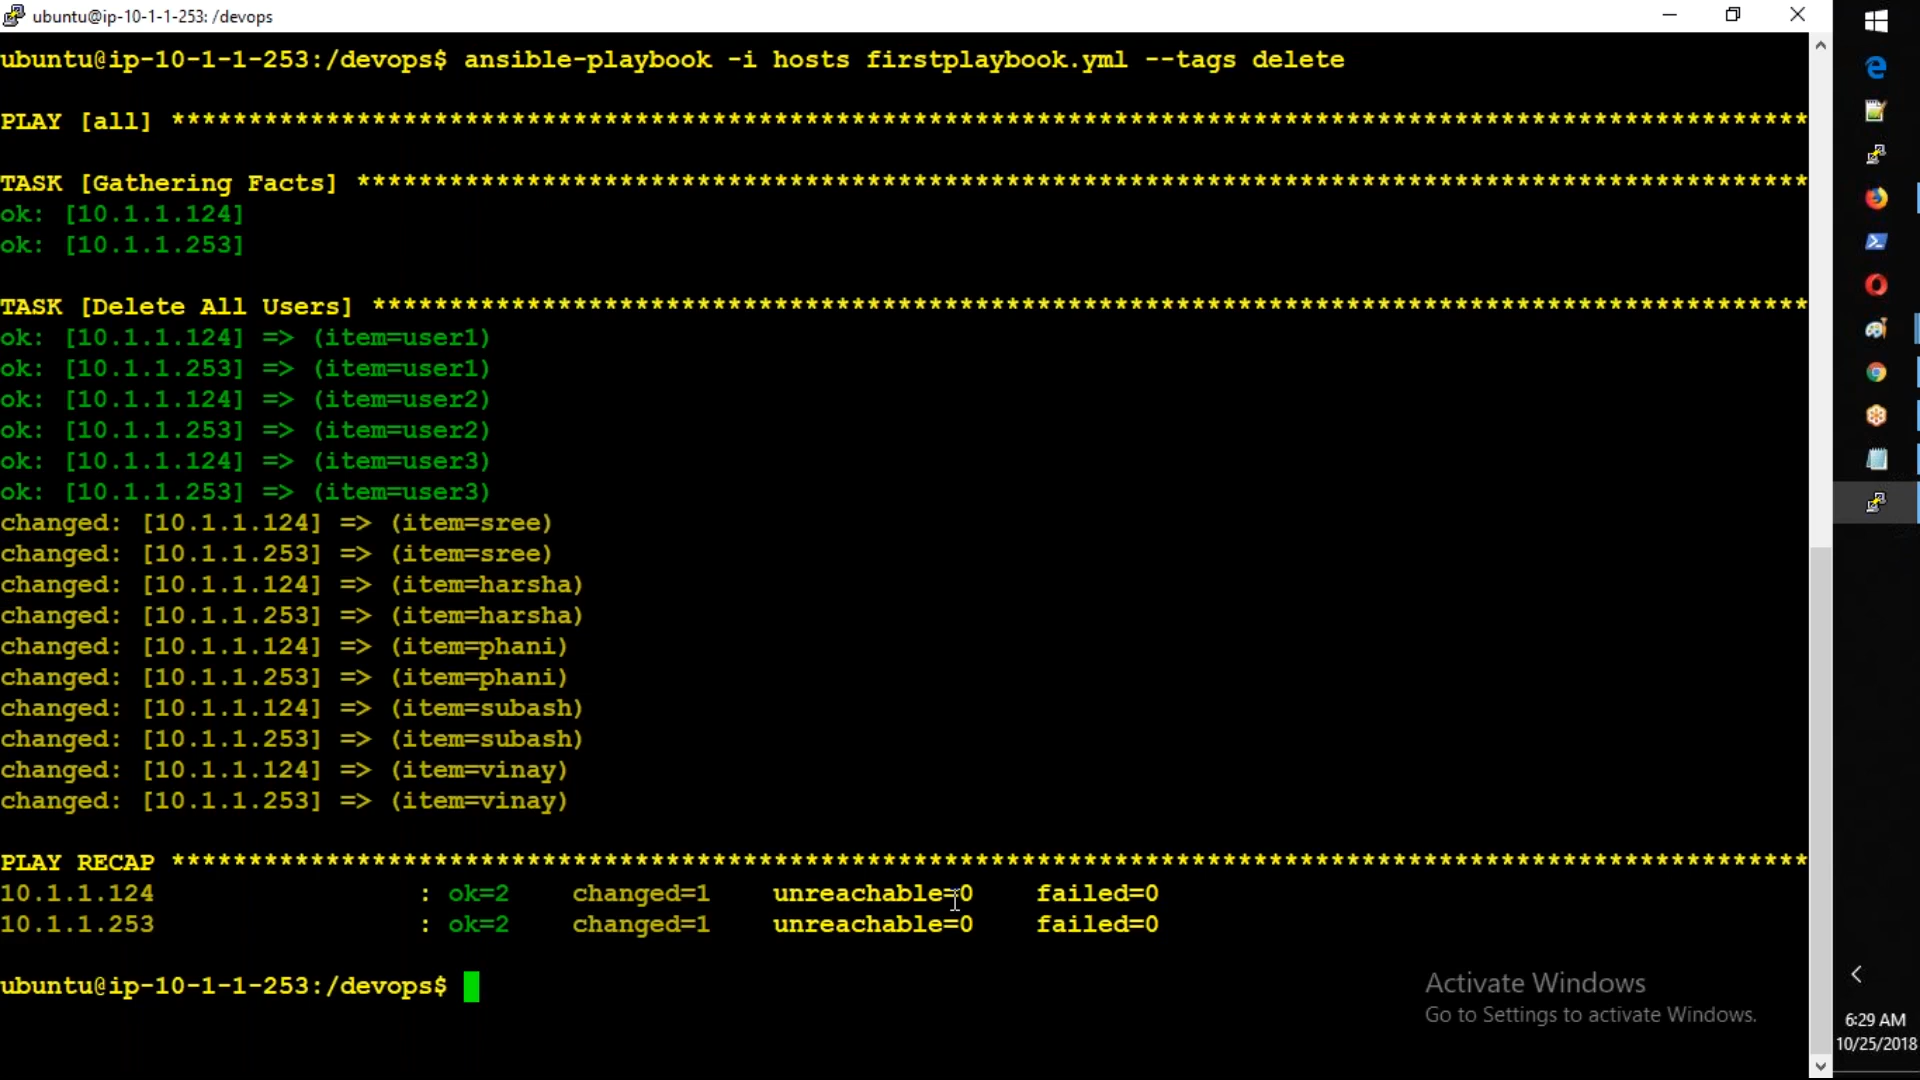 ubuntu@ip-10-1-1-253: /devops
ubuntu@ip-10-1-1-253:/devops$ ansible-playbook -i hosts firstplaybook.yml --tags delete
PLAY [all] **********************************************************************************************************
TASK [Gathering Facts] **********************************************************************************************
ok: [10.1.1.124]
ok: [10.1.1.253]
TASK [Delete All Users] *********************************************************************************************
ok: [10.1.1.124] => (item=user1)
ok: [10.1.1.253] => (item=user1)
ok: [10.1.1.124] => (item=user2)
ok: [10.1.1.253] => (item=user2)
ok: [10.1.1.124] => (item=user3)
ok: [10.1.1.253] => (item=user3)
changed: [10.1.1.124] => (item=sree)
changed: [10.1.1.253] => (item=sree)
changed: [10.1.1.124] => (item=harsha)
changed: [10.1.1.253] => (item=harsha)
changed: [10.1.1.124] => (item=phani)
changed: [10.1.1.253] => (item=phani)
changed: [10.1.1.124] => (item=subash)
changed: [10.1.1.253] => (item=subash)
changed: [10.1.1.124] => (item=vinay)
changed: [10.1.1.253] => (item=vinay)
PLAY RECAP **********************************************************************************************************
10.1.1.124 : ok=2 changed=1 unreachable=0 failed=0
10.1.1.253 : ok=2 changed=1 unreachable=0 failed=0
ubuntu@ip-10-1-1-253:/devops$
Activate Windows
Go to Settings to activate Windows.
6:29 AM
10/25/2018